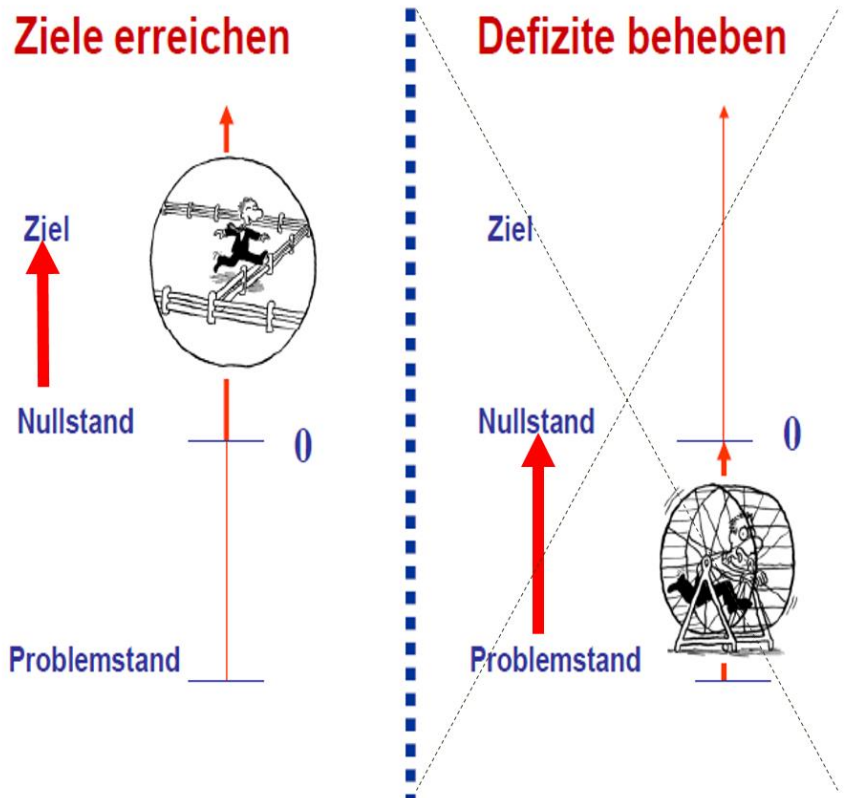 Ziele erreichen
Ziel
Nullstand
0
Problemstand
Defizite beheben
Ziel
Nullstand
0
Problemstand